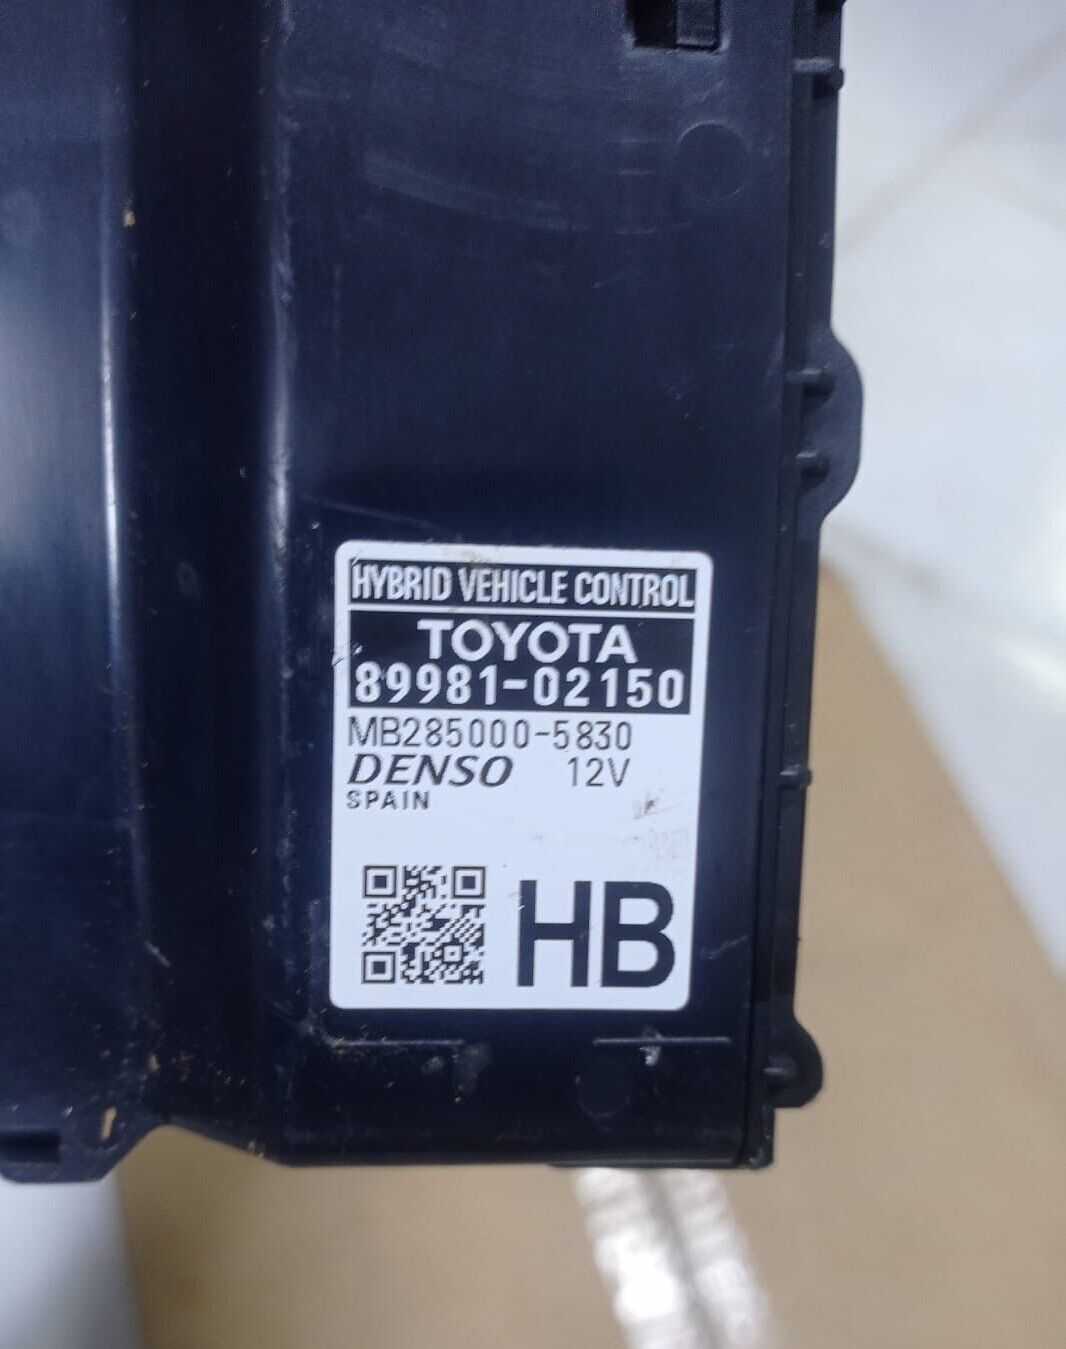 HYBRID VEHICLE CONTROL
TOYOTA
89981-02150
MB285000-5830
DENSO 12V
SPAIN
HB